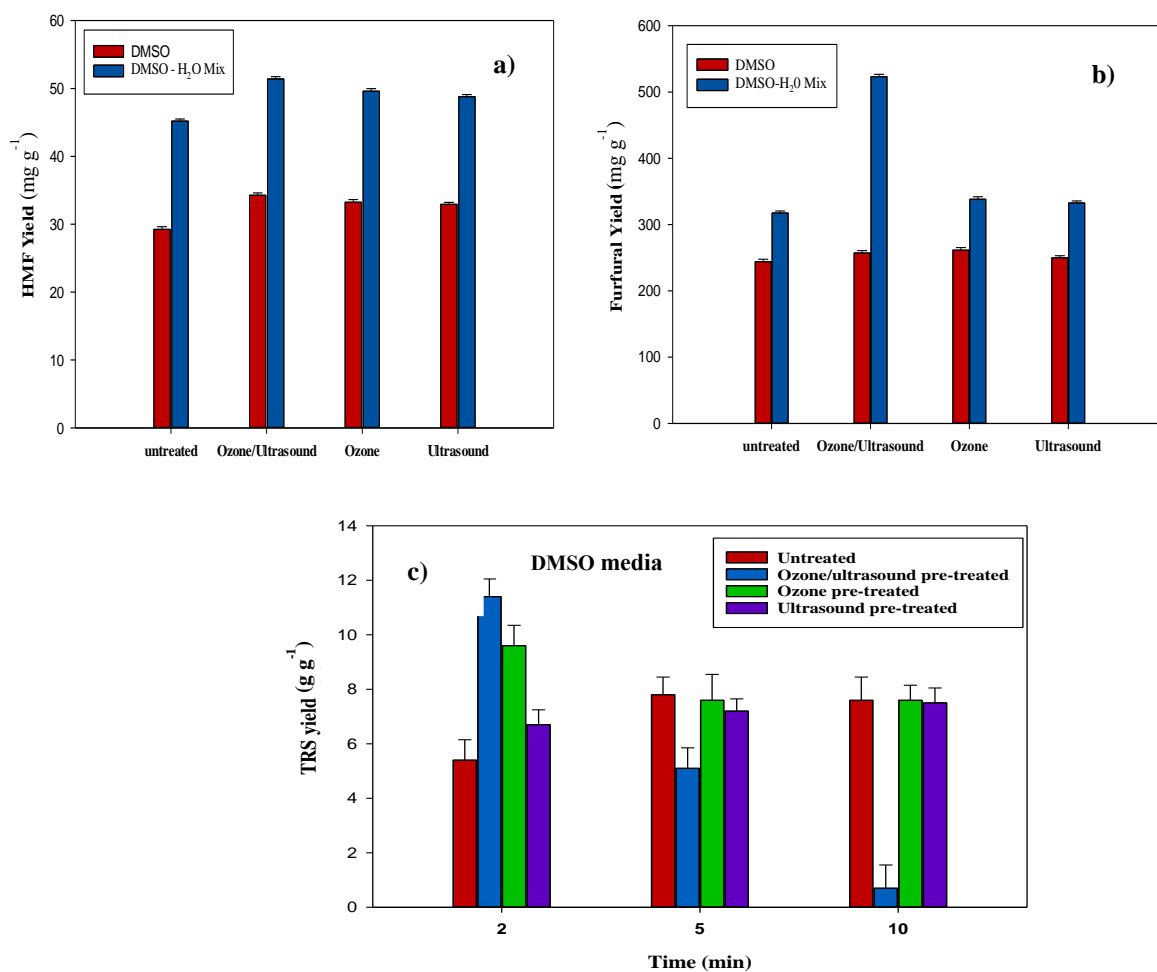 60
50
40
30
20
10
0
HMF Yield (mg g⁻¹)
DMSO
DMSO - H₂O Mix
a)
untreated
Ozone/Ultrasound
Ozone
Ultrasound
600
500
400
300
200
100
0
Furfural Yield (mg g⁻¹)
DMSO
DMSO-H₂0 Mix
b)
untreated
Ozone/Ultrasound
Ozone
Ultrasound
14
12
10
8
6
4
2
0
TRS yield (g g⁻¹)
c)
DMSO media
Untreated
Ozone/ultrasound pre-treated
Ozone pre-treated
Ultrasound pre-treated
2
5
10
Time (min)